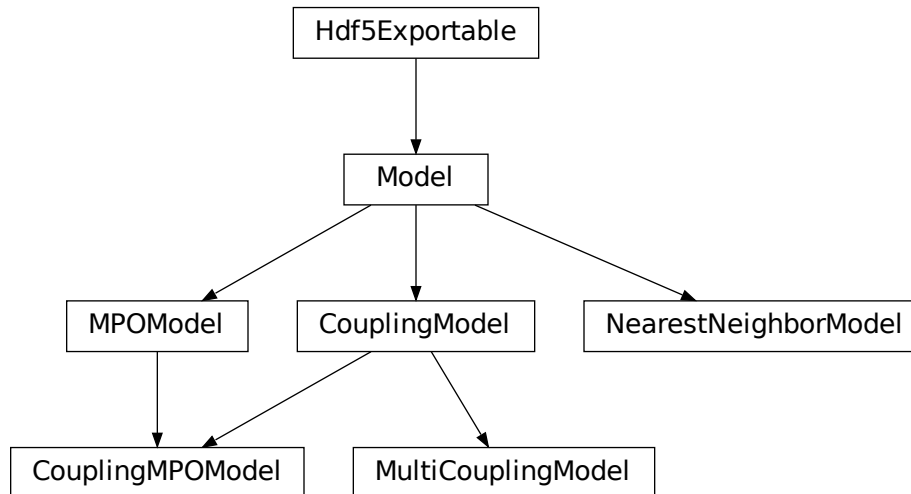 Hdf5Exportable
Model
MPOModel
CouplingModel
NearestNeighborModel
CouplingMPOModel
MultiCouplingModel